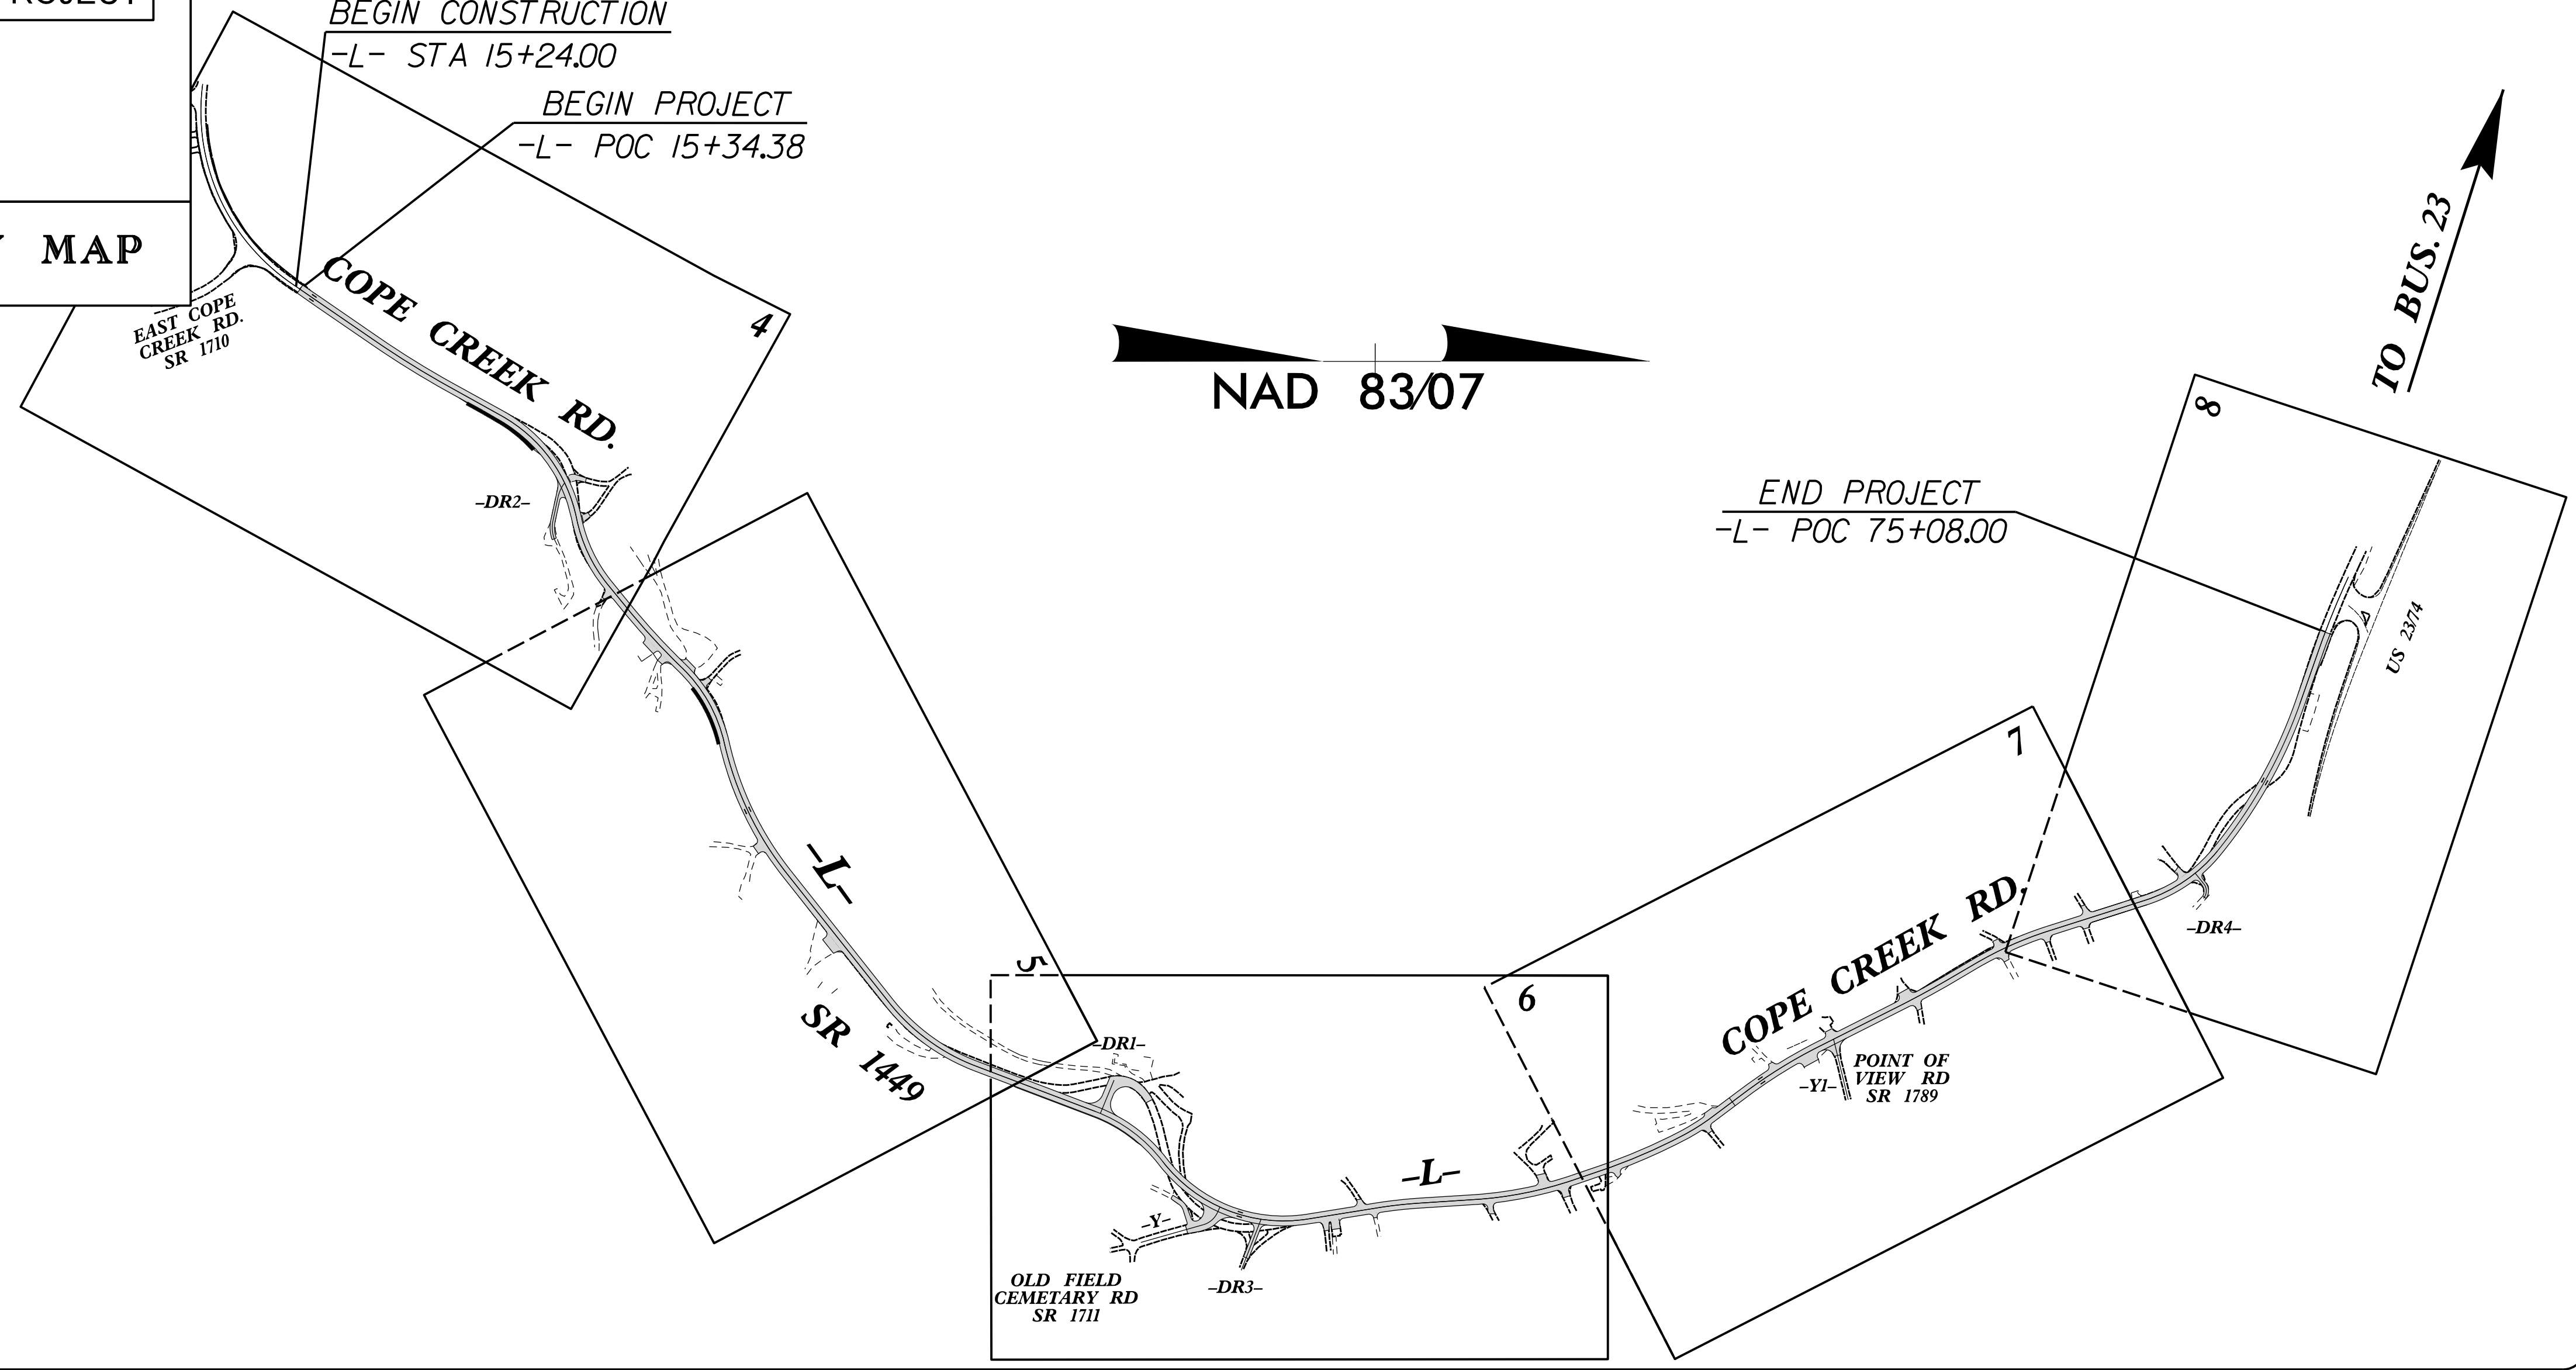 BEGIN CONSTRUCTION
-L- STA 15+24.00
BEGIN PROJECT
-L- POC 15+34.38
MAP
EAST COPE
CREEK RD.
SR 1710
COPE CREEK RD.
4
-DR2-
NAD 83/07
TO BUS. 23
8
END PROJECT
-L- POC 75+08.00
US 23/74
7
-L-
SR 1449
5
6
-DR1-
COPE CREEK RD.
-DR4-
-Y1-
POINT OF
VIEW RD
SR 1789
-L-
-Y-
OLD FIELD
CEMETARY RD
SR 1711
-DR3-